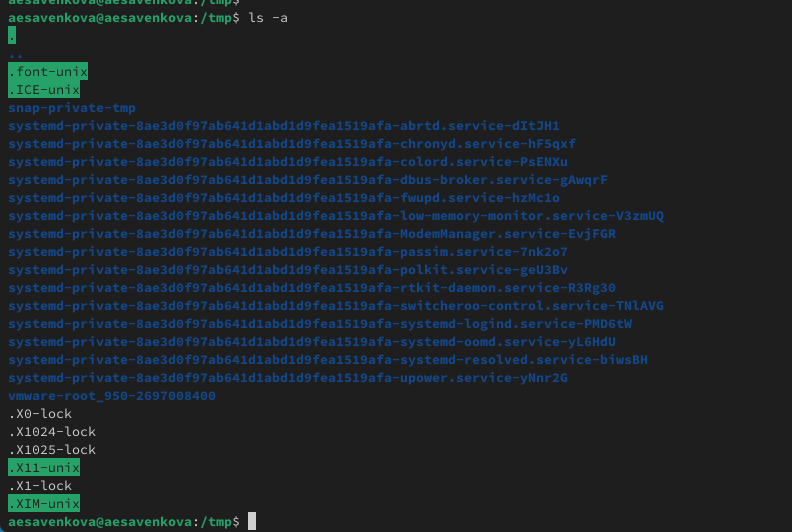 aesavenkova@aesavenkova:/tmp$
aesavenkova@aesavenkova:/tmp$ ls -a
.
..
.font-unix
.ICE-unix
snap-private-tmp
systemd-private-8ae3d0f97ab641d1abd1d9fea1519afa-abrtd.service-dItJH1
systemd-private-8ae3d0f97ab641d1abd1d9fea1519afa-chronyd.service-hF5qxf
systemd-private-8ae3d0f97ab641d1abd1d9fea1519afa-colord.service-PsENXu
systemd-private-8ae3d0f97ab641d1abd1d9fea1519afa-dbus-broker.service-gAwqrF
systemd-private-8ae3d0f97ab641d1abd1d9fea1519afa-fwupd.service-hzMc1o
systemd-private-8ae3d0f97ab641d1abd1d9fea1519afa-low-memory-monitor.service-V3zmUQ
systemd-private-8ae3d0f97ab641d1abd1d9fea1519afa-ModemManager.service-EvjFGR
systemd-private-8ae3d0f97ab641d1abd1d9fea1519afa-passim.service-7nk2o7
systemd-private-8ae3d0f97ab641d1abd1d9fea1519afa-polkit.service-geU3Bv
systemd-private-8ae3d0f97ab641d1abd1d9fea1519afa-rtkit-daemon.service-R3Rg30
systemd-private-8ae3d0f97ab641d1abd1d9fea1519afa-switcheroo-control.service-TNlAVG
systemd-private-8ae3d0f97ab641d1abd1d9fea1519afa-systemd-logind.service-PMD6tW
systemd-private-8ae3d0f97ab641d1abd1d9fea1519afa-systemd-oomd.service-yL6HdU
systemd-private-8ae3d0f97ab641d1abd1d9fea1519afa-systemd-resolved.service-biwsBH
systemd-private-8ae3d0f97ab641d1abd1d9fea1519afa-upower.service-yNnr2G
vmware-root_950-2697008400
.X0-lock
.X1024-lock
.X1025-lock
.X11-unix
.X1-lock
.XIM-unix
aesavenkova@aesavenkova:/tmp$